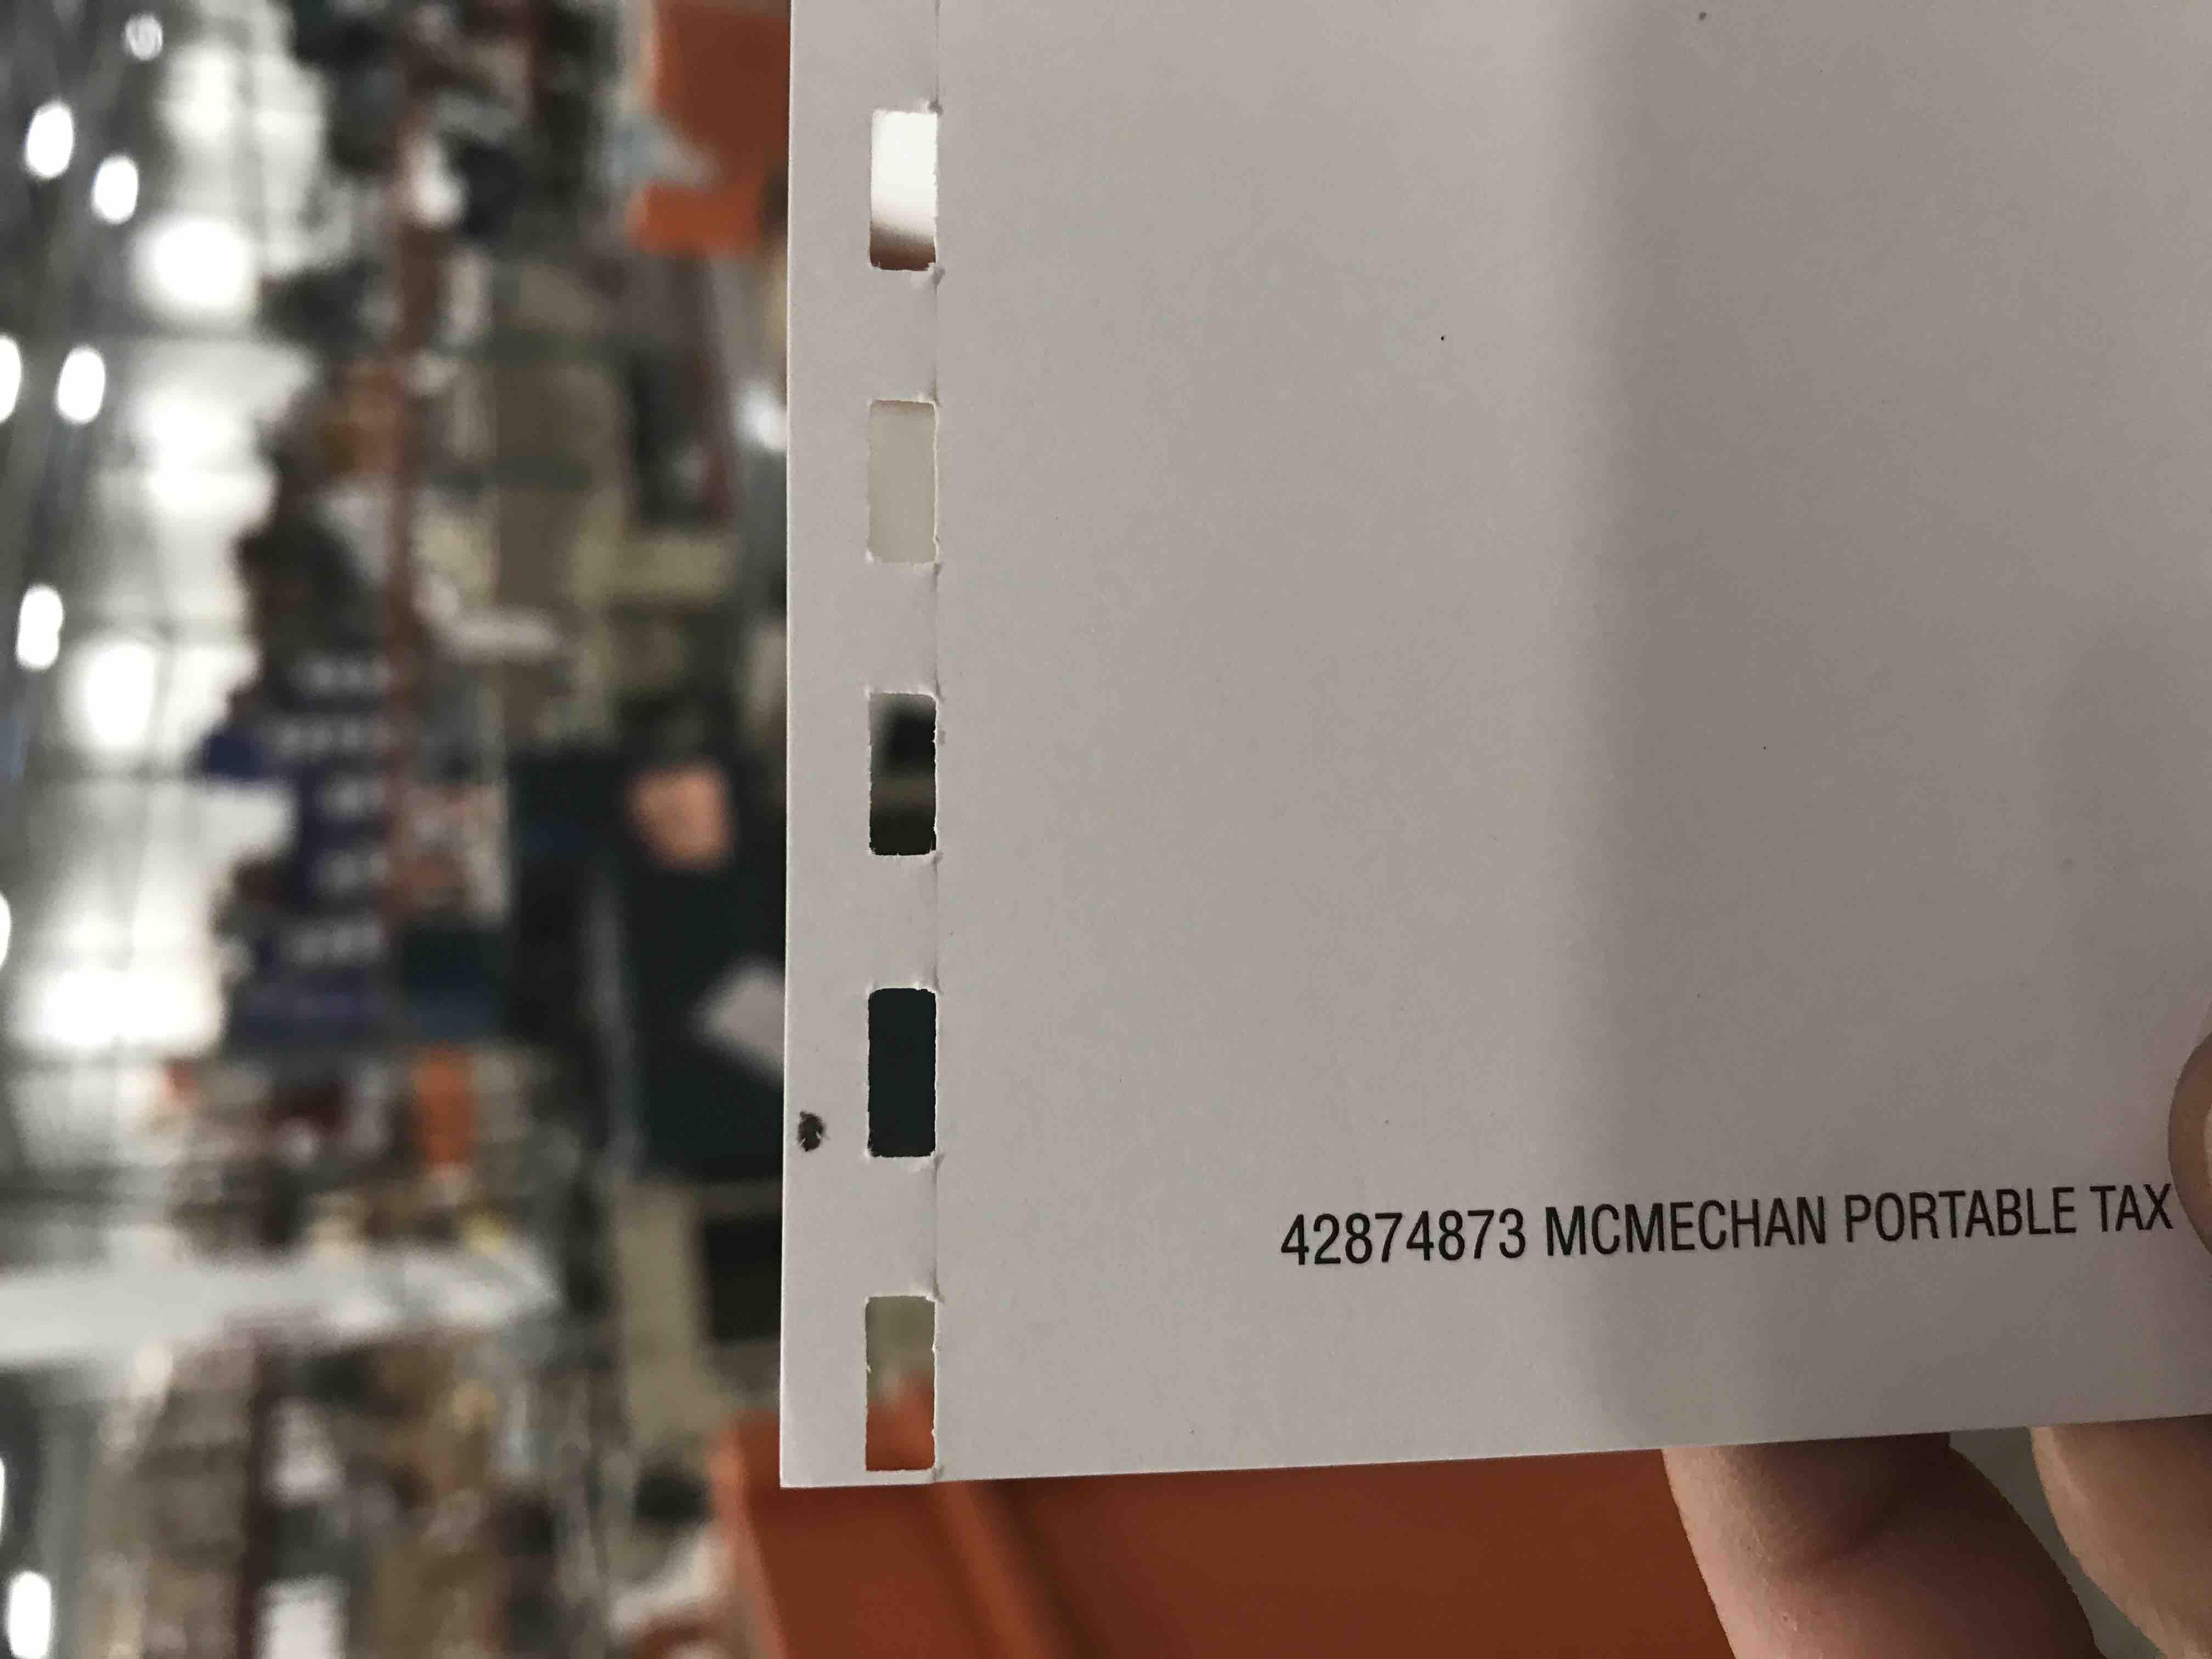 42874873 MCMECHAN PORTABLE TAX